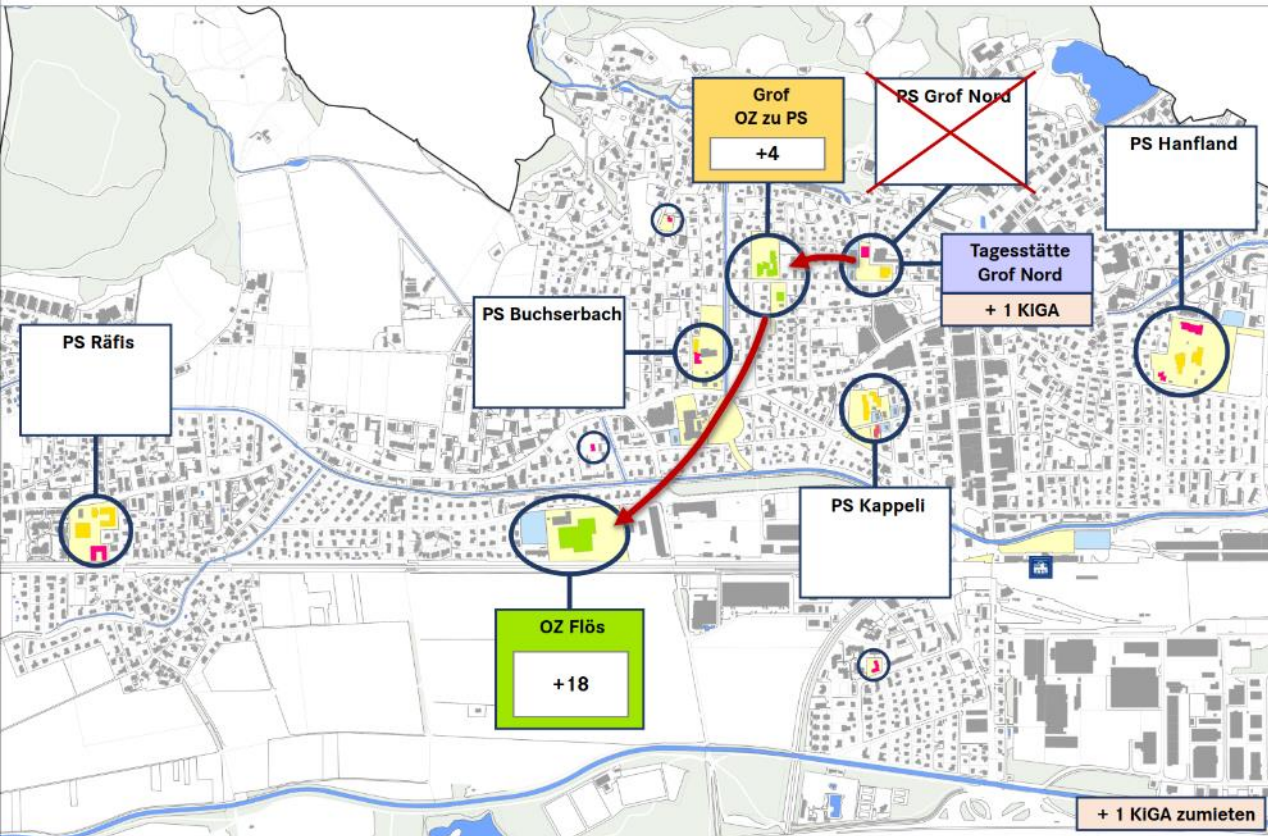 Grof
OZ zu PS
+4
PS Grof Nord
PS Hanfland
Tagesstätte
Grof Nord
+ 1 KiGA
PS Buchserbach
PS Räfis
PS Kappeli
OZ Flös
+18
+ 1 KiGA zumieten